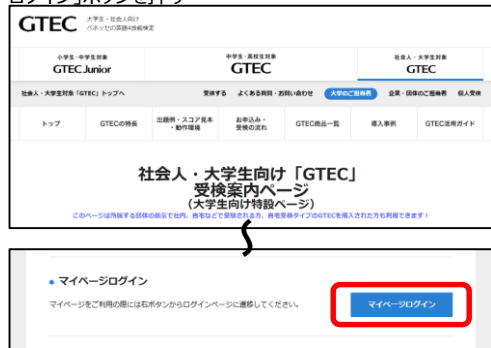 ログイン」ボタンを」トッ
GTEC 大学生・社会人向け
ベネッセの英語4技能検定
小学生・中学生対象 中学生・高校生対象 社会人・大学生対象
GTEC Junior GTEC GTEC
社会人・大学生対象「GTEC」トップへ 受検する よくある質問・お問い合わせ 大学のご担当者 企業・団体のご担当者 個人受検
トップ GTECの特長 出題例・スコア見本・動作環境 お申込み・受検の流れ GTEC商品一覧 導入事例 GTEC活用ガイド
社会人・大学生向け「GTEC」
受検案内ページ
(大学生向け特設ページ)
このページは所属する団体の指示で社内、自宅などで受験される方、自宅受検タイプのGTECを導入された方も利用できます！
マイページログイン
マイページをご利用の際には右ボタンからログインページに遷移してください。 マイページログイン